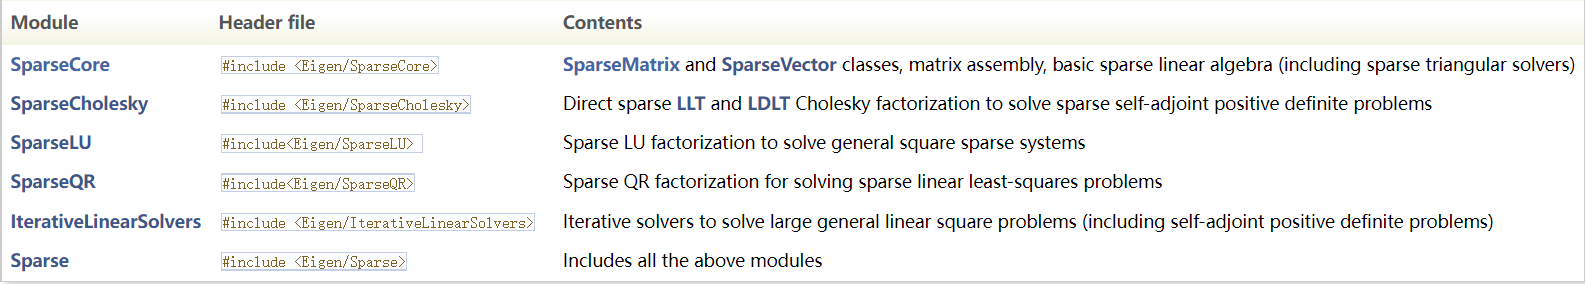 Module Header file Contents
SparseCore #include <Eigen/SparseCore> SparseMatrix and SparseVector classes, matrix assembly, basic sparse linear algebra (including sparse triangular solvers)
SparseCholesky #include <Eigen/SparseCholesky> Direct sparse LLT and LDLT Cholesky factorization to solve sparse self-adjoint positive definite problems
SparseLU #include<Eigen/SparseLU> Sparse LU factorization to solve general square sparse systems
SparseQR #include<Eigen/SparseQR> Sparse QR factorization for solving sparse linear least-squares problems
IterativeLinearSolvers #include <Eigen/IterativeLinearSolvers> Iterative solvers to solve large general linear square problems (including self-adjoint positive definite problems)
Sparse #include <Eigen/Sparse> Includes all the above modules